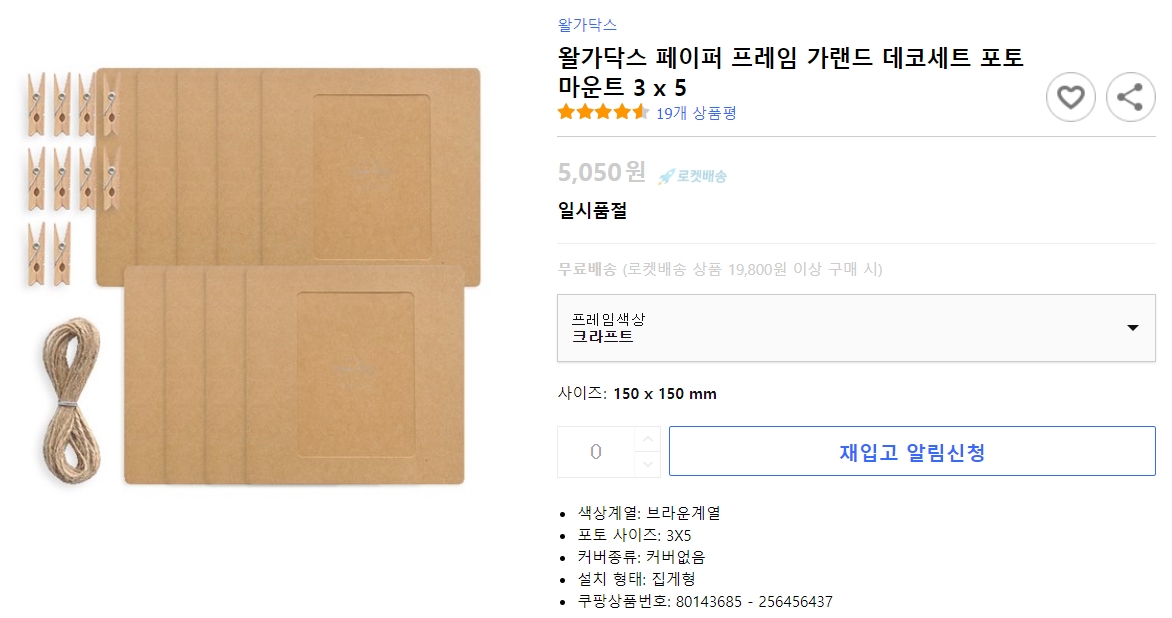 왈가닥스
왈가닥스 페이퍼 프레임 가랜드 데코세트 포토
마운트 3 x 5
19개 상품평
5,050원 로켓배송
일시품절
무료배송 (로켓배송 상품 19,800원 이상 구매 시)
프레임색상
크라프트
사이즈: 150 x 150 mm
0
재입고 알림신청
• 색상계열: 브라운계열
• 포토 사이즈: 3X5
• 커버종류: 커버없음
• 설치 형태: 집게형
• 쿠팡상품번호: 80143685 - 256456437